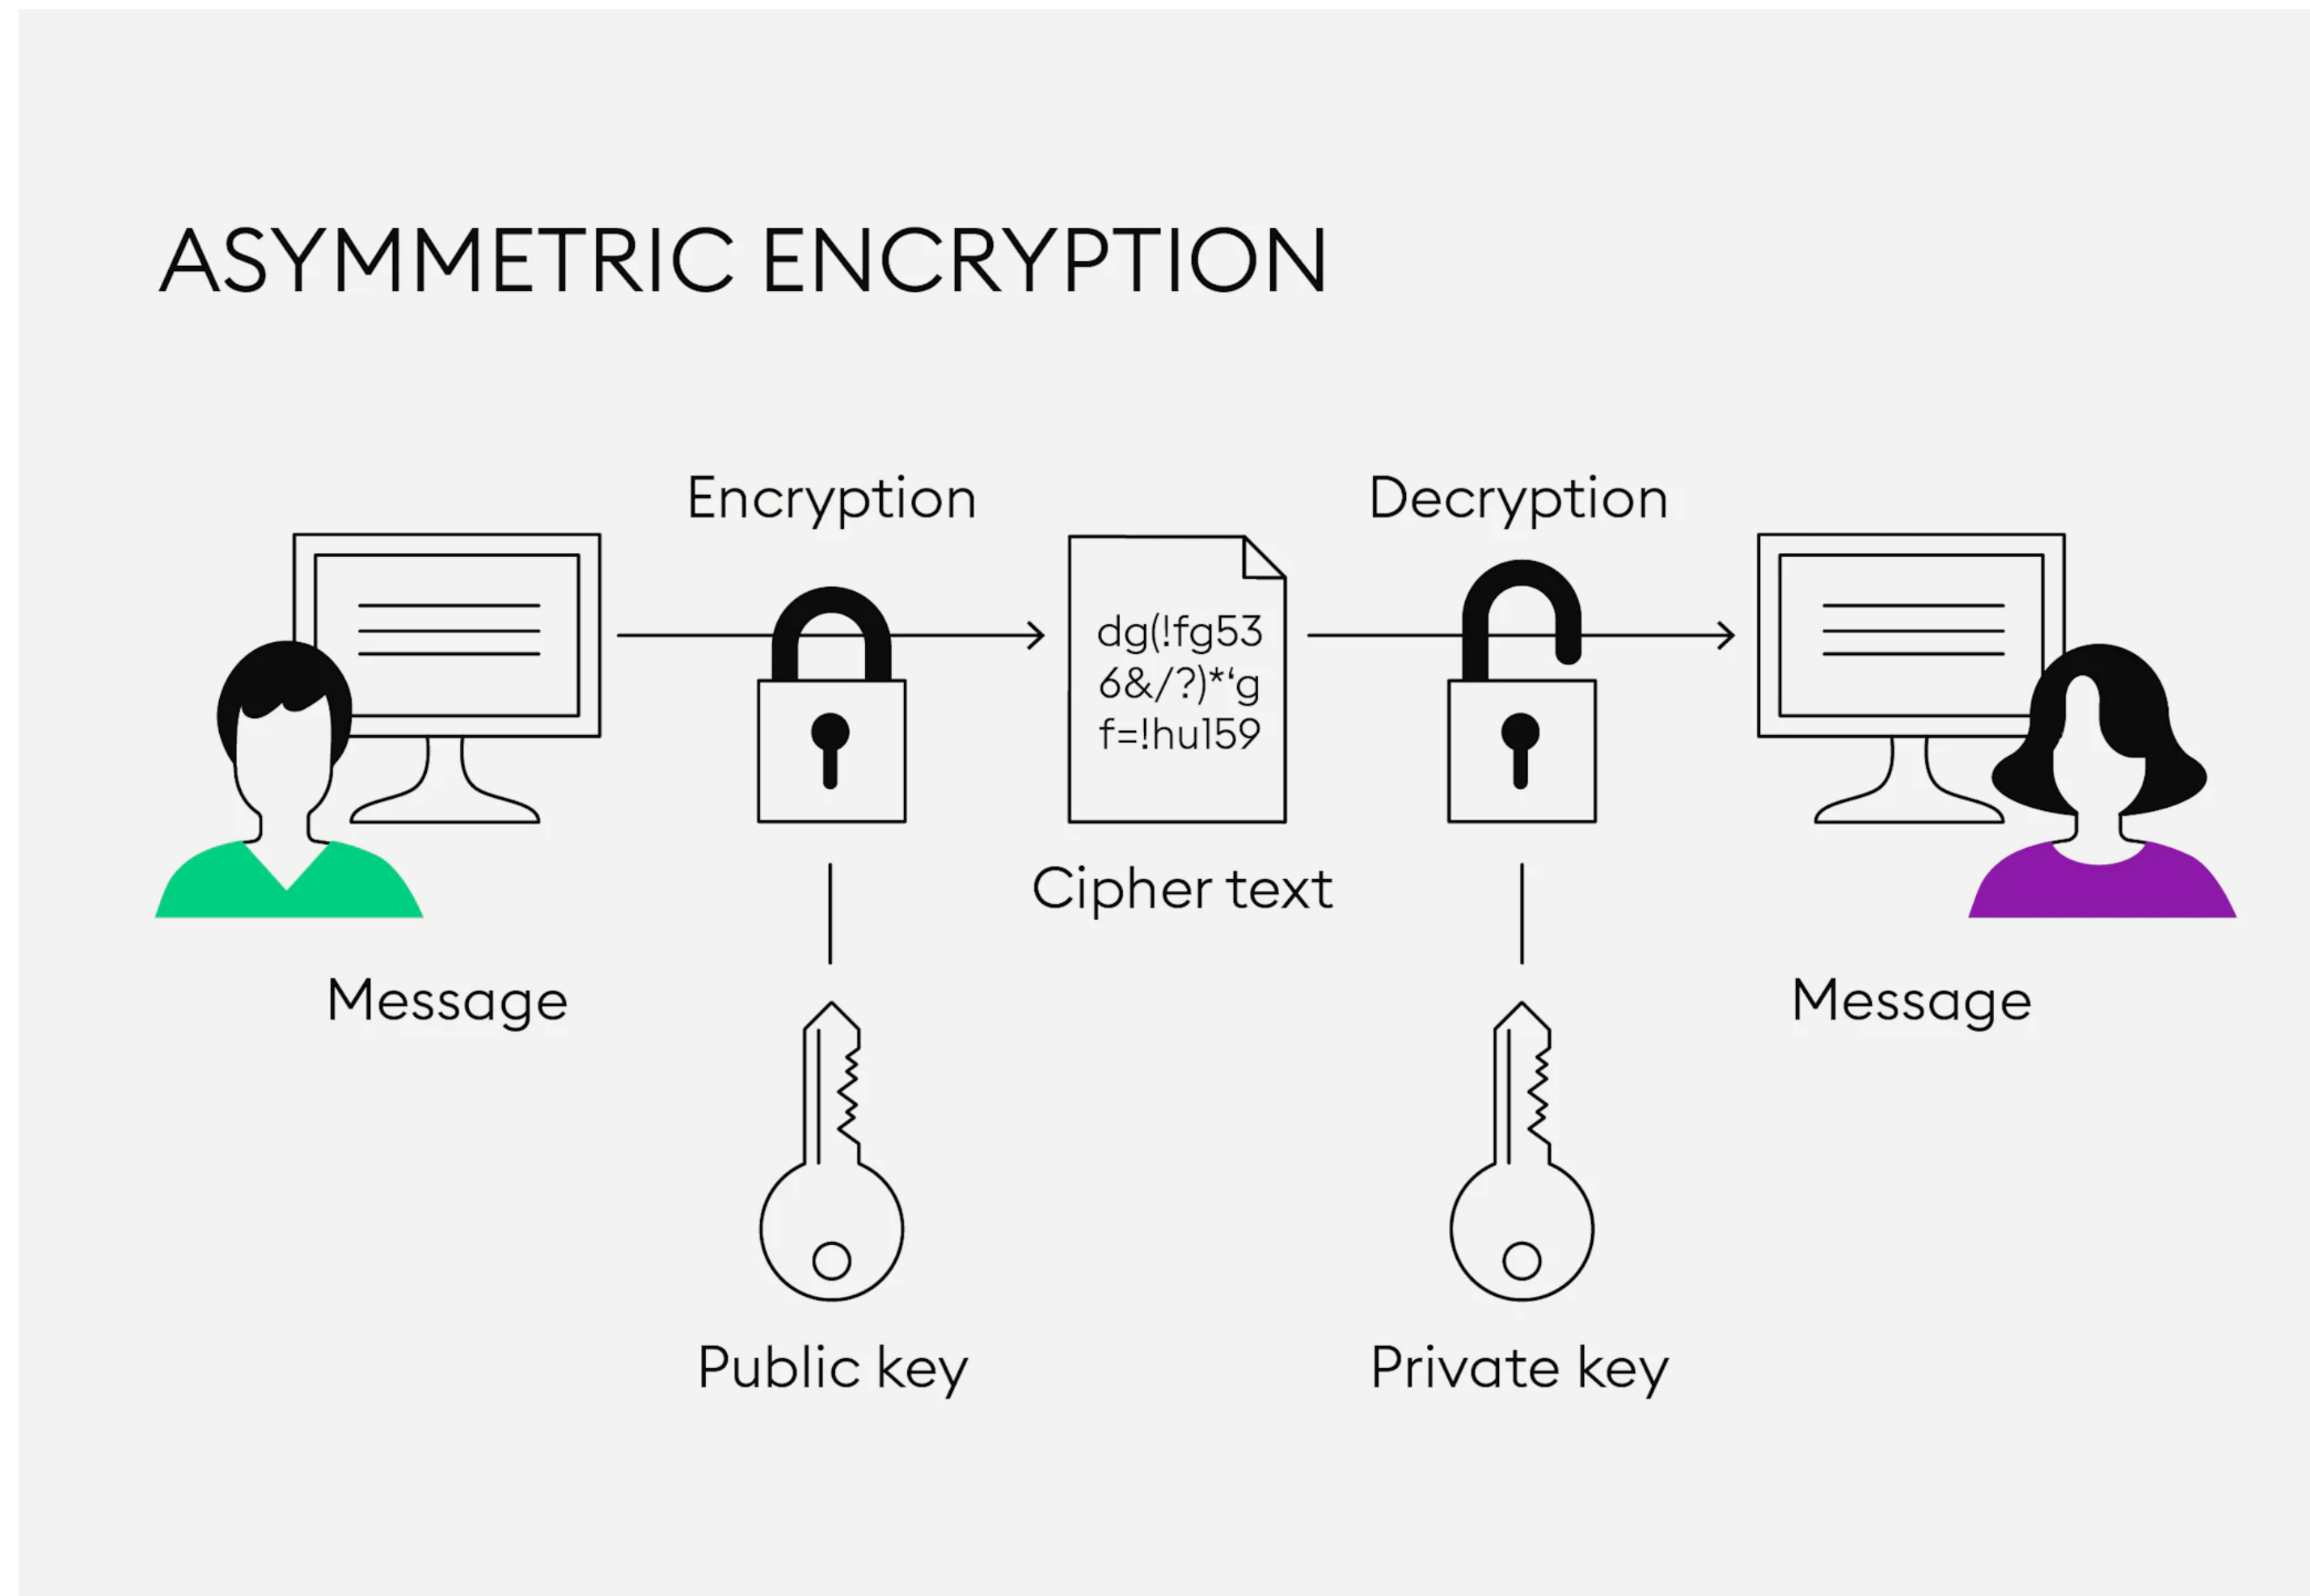 ASYMMETRIC ENCRYPTION
Encryption
Decryption
dg(!fg53
6&/?)*‘g
f=!hu159
Cipher text
Message
Message
Public key
Private key